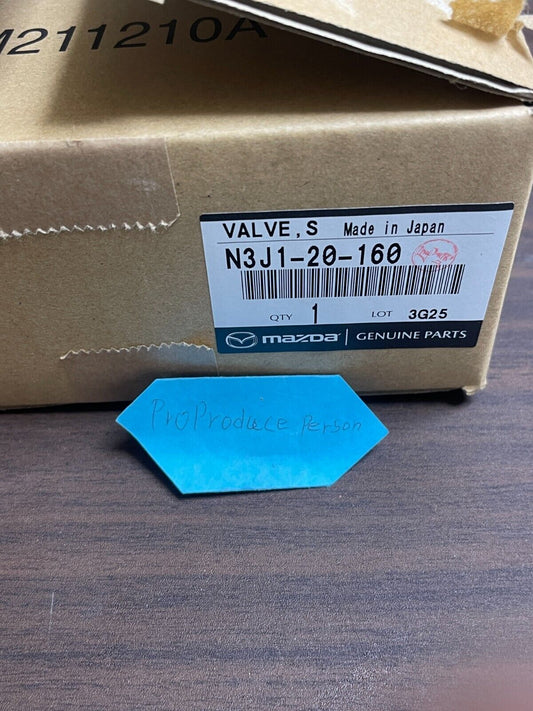 M211210A
VALVE, S Made in Japan
N3J1-20-160
QTY 1 LOT 3G25
mazda GENUINE PARTS
ProProduce Person